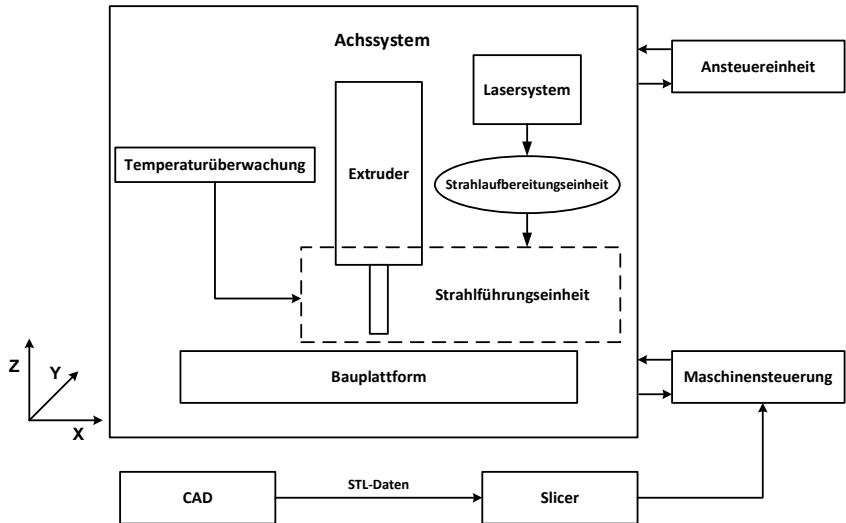 Achssystem
Ansteuereinheit
Lasersystem
Temperaturüberwachung
Extruder
Strahlaufbereitungseinheit
Strahlführungseinheit
Z
Y
X
Bauplattform
Maschinensteuerung
CAD
STL-Daten
Slicer